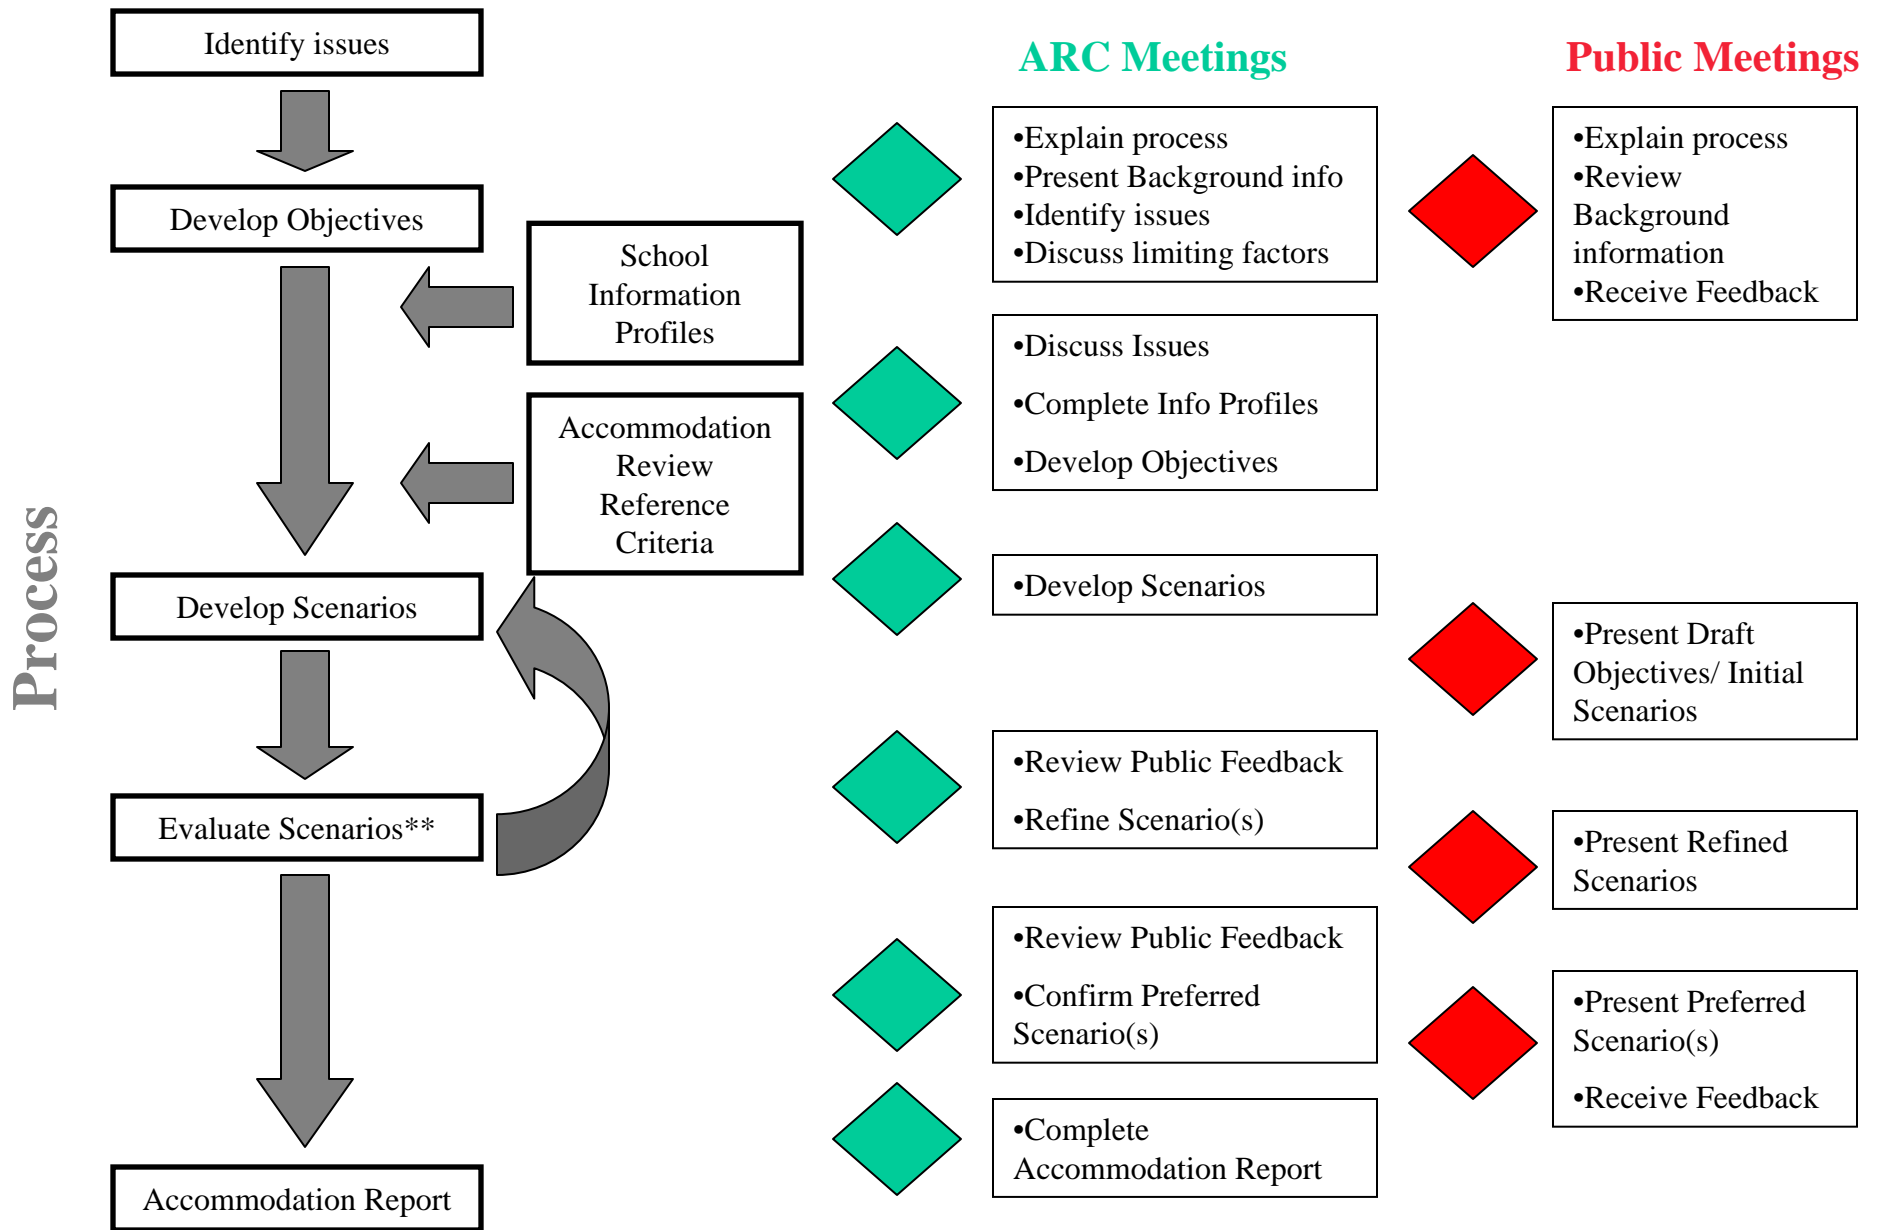 Process
Identify issues
Develop Objectives
School
Information
Profiles
Accommodation
Review
Reference
Criteria
Develop Scenarios
Evaluate Scenarios**
Accommodation Report
ARC Meetings
•Explain process
•Present Background info
•Identify issues
•Discuss limiting factors
•Discuss Issues
•Complete Info Profiles
•Develop Objectives
•Develop Scenarios
•Review Public Feedback
•Refine Scenario(s)
•Review Public Feedback
•Confirm Preferred
Scenario(s)
•Complete
Accommodation Report
Public Meetings
•Explain process
•Review
Background
information
•Receive Feedback
•Present Draft
Objectives/ Initial
Scenarios
•Present Refined
Scenarios
•Present Preferred
Scenario(s)
•Receive Feedback